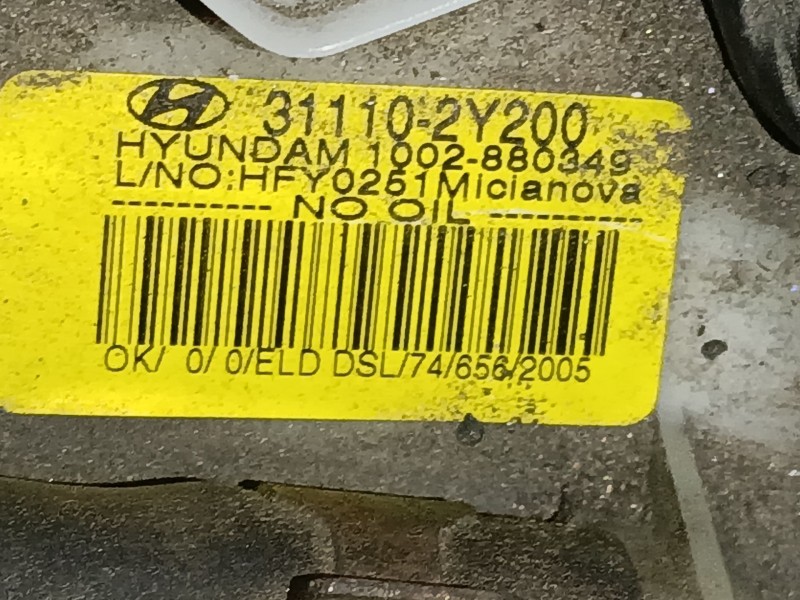 31110-2Y200
HYUNDAM 1002-880349
L/NO:HFY0251Micianova
---------- NO OIL ----------
OK/ 0/ 0/ELD DSL/74/656/2005